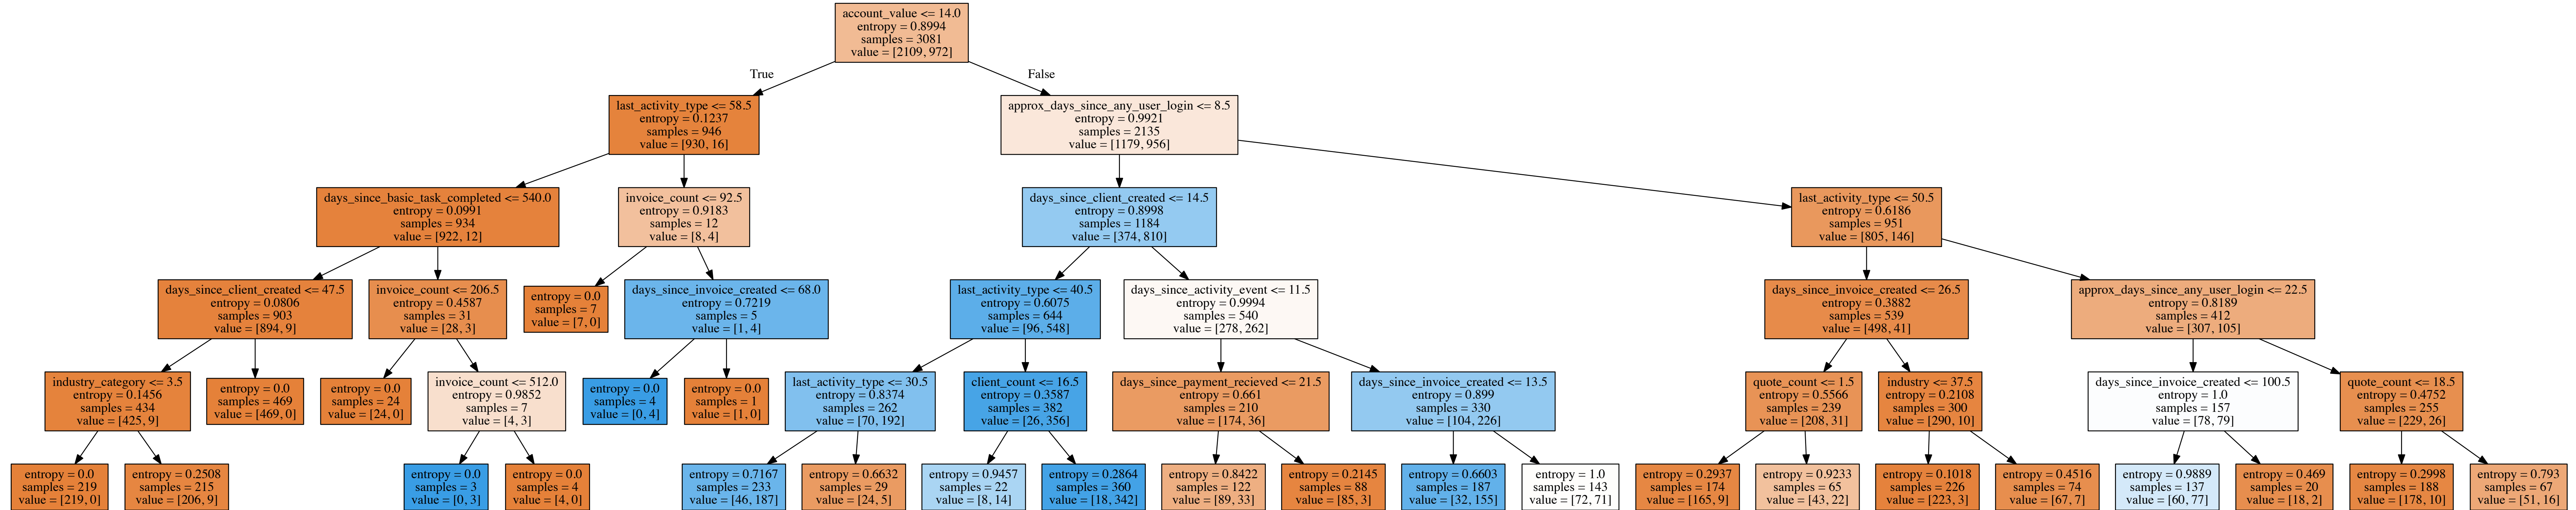 account_value <= 14.0
entropy = 0.8994
samples = 3081
value = [2109, 972]
True
False
last_activity_type <= 58.5
entropy = 0.1237
samples = 946
value = [930, 16]
approx_days_since_any_user_login <= 8.5
entropy = 0.9921
samples = 2135
value = [1179, 956]
days_since_basic_task_completed <= 540.0
entropy = 0.0991
samples = 934
value = [922, 12]
invoice_count <= 92.5
entropy = 0.9183
samples = 12
value = [8, 4]
days_since_client_created <= 14.5
entropy = 0.8998
samples = 1184
value = [374, 810]
last_activity_type <= 50.5
entropy = 0.6186
samples = 951
value = [805, 146]
days_since_client_created <= 47.5
entropy = 0.0806
samples = 903
value = [894, 9]
invoice_count <= 206.5
entropy = 0.4587
samples = 31
value = [28, 3]
entropy = 0.0
samples = 7
value = [7, 0]
days_since_invoice_created <= 68.0
entropy = 0.7219
samples = 5
value = [1, 4]
last_activity_type <= 40.5
entropy = 0.6075
samples = 644
value = [96, 548]
days_since_activity_event <= 11.5
entropy = 0.9994
samples = 540
value = [278, 262]
days_since_invoice_created <= 26.5
entropy = 0.3882
samples = 539
value = [498, 41]
approx_days_since_any_user_login <= 22.5
entropy = 0.8189
samples = 412
value = [307, 105]
industry_category <= 3.5
entropy = 0.1456
samples = 434
value = [425, 9]
entropy = 0.0
samples = 469
value = [469, 0]
entropy = 0.0
samples = 24
value = [24, 0]
invoice_count <= 512.0
entropy = 0.9852
samples = 7
value = [4, 3]
entropy = 0.0
samples = 4
value = [0, 4]
entropy = 0.0
samples = 1
value = [1, 0]
last_activity_type <= 30.5
entropy = 0.8374
samples = 262
value = [70, 192]
client_count <= 16.5
entropy = 0.3587
samples = 382
value = [26, 356]
days_since_payment_recieved <= 21.5
entropy = 0.661
samples = 210
value = [174, 36]
days_since_invoice_created <= 13.5
entropy = 0.899
samples = 330
value = [104, 226]
quote_count <= 1.5
entropy = 0.5566
samples = 239
value = [208, 31]
industry <= 37.5
entropy = 0.2108
samples = 300
value = [290, 10]
days_since_invoice_created <= 100.5
entropy = 1.0
samples = 157
value = [78, 79]
quote_count <= 18.5
entropy = 0.4752
samples = 255
value = [229, 26]
entropy = 0.0
samples = 219
value = [219, 0]
entropy = 0.2508
samples = 215
value = [206, 9]
entropy = 0.0
samples = 3
value = [0, 3]
entropy = 0.0
samples = 4
value = [4, 0]
entropy = 0.7167
samples = 233
value = [46, 187]
entropy = 0.6632
samples = 29
value = [24, 5]
entropy = 0.9457
samples = 22
value = [8, 14]
entropy = 0.2864
samples = 360
value = [18, 342]
entropy = 0.8422
samples = 122
value = [89, 33]
entropy = 0.2145
samples = 88
value = [85, 3]
entropy = 0.6603
samples = 187
value = [32, 155]
entropy = 1.0
samples = 143
value = [72, 71]
entropy = 0.2937
samples = 174
value = [165, 9]
entropy = 0.9233
samples = 65
value = [43, 22]
entropy = 0.1018
samples = 226
value = [223, 3]
entropy = 0.4516
samples = 74
value = [67, 7]
entropy = 0.9889
samples = 137
value = [60, 77]
entropy = 0.469
samples = 20
value = [18, 2]
entropy = 0.2998
samples = 188
value = [178, 10]
entropy = 0.793
samples = 67
value = [51, 16]